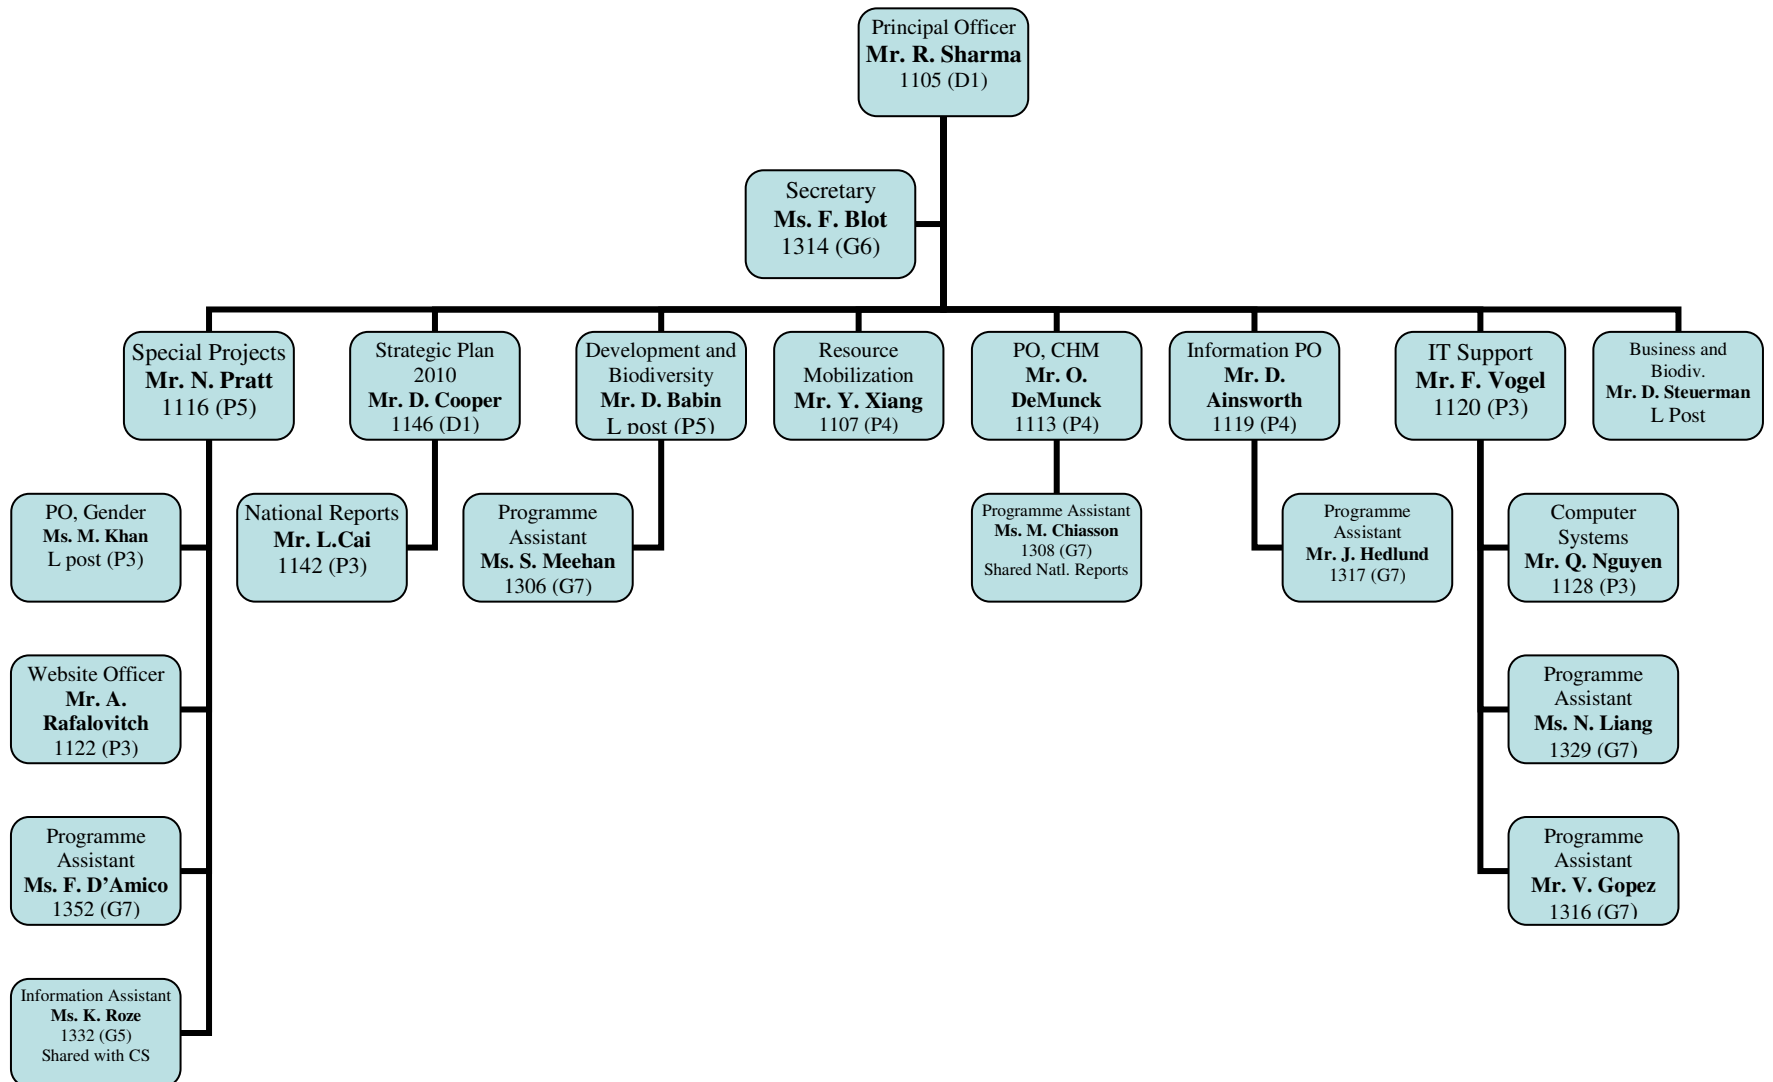 Principal Officer
Mr. R. Sharma
1105 (D1)
Secretary
Ms. F. Blot
1314 (G6)
Special Projects
Mr. N. Pratt
1116 (P5)
Strategic Plan
2010
Mr. D. Cooper
1146 (D1)
Development and
Biodiversity
Mr. D. Babin
L post (P5)
Resource
Mobilization
Mr. Y. Xiang
1107 (P4)
PO, CHM
Mr. O.
DeMunck
1113 (P4)
Information PO
Mr. D.
Ainsworth
1119 (P4)
IT Support
Mr. F. Vogel
1120 (P3)
Business and
Biodiv.
Mr. D. Steuerman
L Post
PO, Gender
Ms. M. Khan
L post (P3)
National Reports
Mr. L.Cai
1142 (P3)
Programme
Assistant
Ms. S. Meehan
1306 (G7)
Programme Assistant
Ms. M. Chiasson
1308 (G7)
Shared Natl. Reports
Programme
Assistant
Mr. J. Hedlund
1317 (G7)
Computer
Systems
Mr. Q. Nguyen
1128 (P3)
Website Officer
Mr. A.
Rafalovitch
1122 (P3)
Programme
Assistant
Ms. N. Liang
1329 (G7)
Programme
Assistant
Ms. F. D’Amico
1352 (G7)
Programme
Assistant
Mr. V. Gopez
1316 (G7)
Information Assistant
Ms. K. Roze
1332 (G5)
Shared with CS